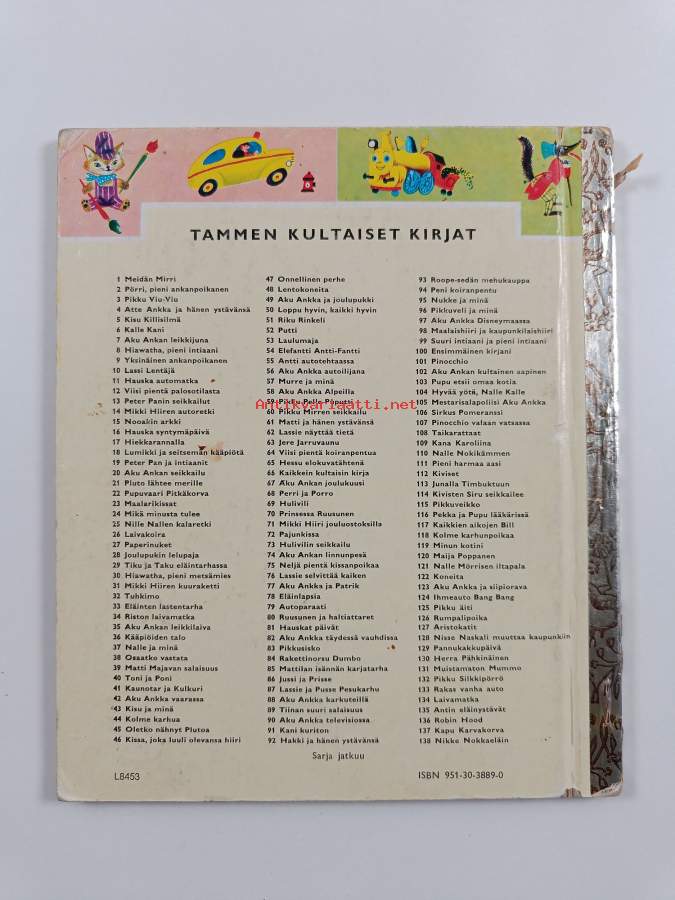 TAMMEN KULTAISET KIRJAT
1 Meidän Mirri
2 Pörri, pieni ankanpoikanen
3 Pikku Viu-Viu
4 Atte Ankka ja hänen ystävänsä
5 Kisu Killisilmä
6 Kalle Kani
7 Aku Ankan leikkijuna
8 Hiawatha, pieni intiaani
9 Yksinäinen ankanpoikanen
10 Lassi Lentäjä
11 Hauska automatka
12 Viisi pientä palosotilasta
13 Peter Panin seikkailut
14 Mikki Hiiren autoretki
15 Nooakin arkki
16 Hauska syntymäpäivä
17 Hiekkarannalla
18 Lumikki ja seitsemän kääpiötä
19 Peter Pan ja intiaanit
20 Aku Ankan seikkailu
21 Pluto lähtee merille
22 Pupuvaari Pitkäkorva
23 Maalarikissat
24 Mikä minusta tulee
25 Nille Nallen kalaretki
26 Laivakoira
27 Paperinuket
28 Joulupukin lelupaja
29 Tiku ja Taku eläintarhassa
30 Hiawatha, pieni metsämies
31 Mikki Hiiren kuuraketti
32 Tuhkimo
33 Eläinten lastentarha
34 Riston laivamatka
35 Aku Ankan leikkilaiva
36 Kääpiöiden talo
37 Nalle ja minä
38 Osaatko vastata
39 Matti Majavan salaisuus
40 Toni ja Poni
41 Kaunotar ja Kulkuri
42 Aku Ankka vaarassa
43 Kisu ja minä
44 Kolme karhua
45 Oletko nähnyt Plutoa
46 Kissa, joka luuli olevansa hiiri
47 Onnellinen perhe
48 Lentokoneita
49 Aku Ankka ja joulupukki
50 Loppu hyvin, kaikki hyvin
51 Riku Rinkeli
52 Putti
53 Laulumaja
54 Elefantti Antti-Fantti
55 Antti autotehtaassa
56 Aku Ankka autoilijana
57 Murre ja minä
58 Aku Ankka Alpeilla
59 Pikku Pelle Pupatti
60 Pikku Mirren seikkailu
61 Matti ja hänen ystävänsä
62 Lassie näyttää tietä
63 Jere Jarruvaunu
64 Viisi pientä koiranpentua
65 Hessu elokuvatähtenä
66 Kaikkein kultaisin kirja
67 Aku Ankan joulukuusi
68 Perri ja Porro
69 Hulivili
70 Prinsessa Ruusunen
71 Mikki Hiiri jouluostoksilla
72 Pajunkissa
73 Hulivilin seikkailu
74 Aku Ankan linnunpesä
75 Neljä pientä kissanpoikaa
76 Lassie selvittää kaiken
77 Aku Ankka ja Patrik
78 Eläinlapsia
79 Autoparaati
80 Ruusunen ja haltiattaret
81 Hauskat päivät
82 Aku Ankka täydessä vauhdissa
83 Pikkusisko
84 Rakettinorsu Dumbo
85 Mattilan isännän karjatarha
86 Jussi ja Prisse
87 Lassie ja Pusse Pesukarhu
88 Aku Ankka karkuteillä
89 Tiinan suuri salaisuus
90 Aku Ankka televisiossa
91 Kani kuriton
92 Hakki ja hänen ystävänsä
93 Roope-sedän mehukauppa
94 Peni koiranpentu
95 Nukke ja minä
96 Pikkuveli ja minä
97 Aku Ankka Disneymaassa
98 Maalaishiiri ja kaupunkilaishiiri
99 Suuri intiaani ja pieni intiaani
100 Ensimmäinen kirjani
101 Pinocchio
102 Aku Ankan kultainen aapinen
103 Pupu etsii omaa kotia
104 Hyvää yötä, Nalle Kalle
105 Mestarisalapoliisi Aku Ankka
106 Sirkus Pomeranssi
107 Pinocchio valaan vatsassa
108 Taikarattaat
109 Kana Karoliina
110 Nalle Nokikämmen
111 Pieni harmaa aasi
112 Kiviset
113 Junalla Timbuktuun
114 Kivisten Siru seikkailee
115 Pikkuveikko
116 Pekka ja Pupu lääkärissä
117 Kaikkien aikojen Bill
118 Kolme karhunpoikaa
119 Minun kotini
120 Maija Poppanen
121 Nalle Mörrisen iltapala
122 Koneita
123 Aku Ankka ja siipiorava
124 Ihmeauto Bang Bang
125 Pikku äiti
126 Rumpalipoika
127 Aristokatit
128 Nisse Naskali muuttaa kaupunkiin
129 Pannukakkupäivä
130 Herra Pähkinäinen
131 Muistamaton Mummo
132 Pikku Silkkipörrö
133 Rakas vanha auto
134 Laivamatka
135 Antin eläinystävät
136 Robin Hood
137 Kapu Karvakorva
138 Nikke Nokkaeläin
Sarja jatkuu
L8453
ISBN 951-30-3889-0
Antikvariaatti.net